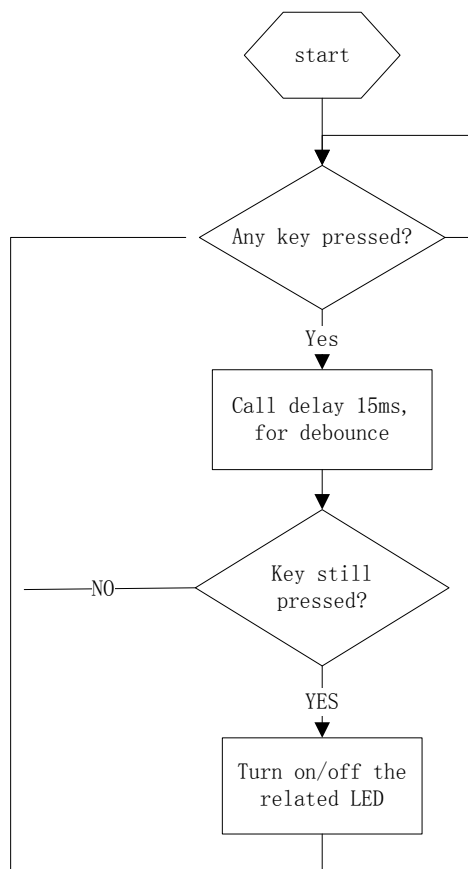 start
Any key pressed?
Yes
Call delay 15ms,
for debounce
Key still
pressed?
NO
YES
Turn on/off the
related LED